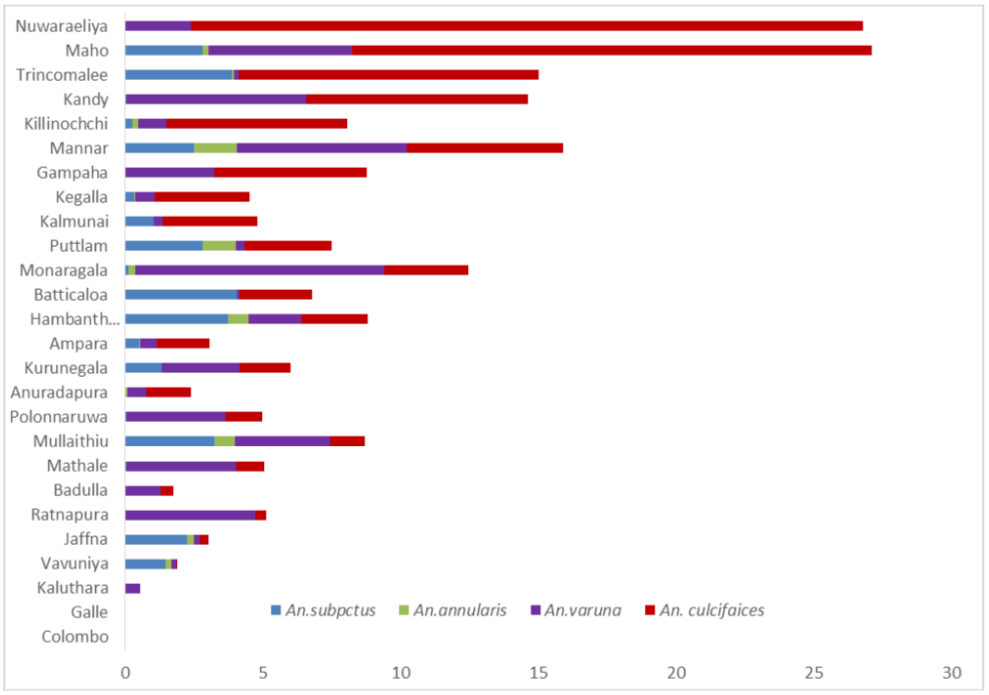 Nuwaraeliya
Maho
Trincomalee
Kandy
Killinochchi
Mannar
Gampaha
Kegalla
Kalmunai
Puttlam
Monaragala
Batticaloa
Hambanth...
Ampara
Kurunegala
Anuradapura
Polonnaruwa
Mullaithiu
Mathale
Badulla
Ratnapura
Jaffna
Vavuniya
Kaluthara
Galle
Colombo
An.subpctus An.annularis An.varuna An. culcifaices
0 5 10 15 20 25 30